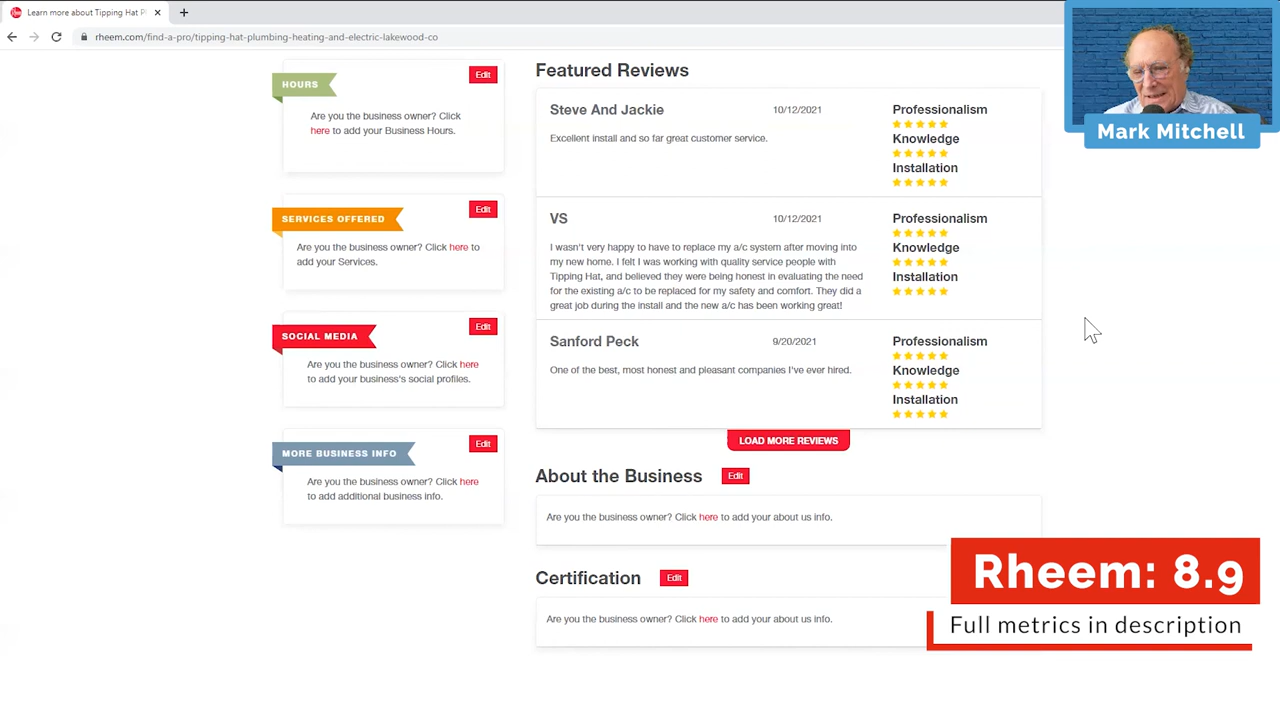 Learn more about Tipping Hat Pl
rheem.com/find-a-pro/tipping-hat-plumbing-heating-and-electric-lakewood-co
Mark Mitchell
HOURS
Edit
Are you the business owner? Click
here to add your Business Hours.
SERVICES OFFERED
Edit
Are you the business owner? Click here to
add your Services.
SOCIAL MEDIA
Edit
Are you the business owner? Click here
to add your business's social profiles.
MORE BUSINESS INFO
Edit
Are you the business owner? Click here
to add additional business info.
Featured Reviews
Steve And Jackie
10/12/2021
Excellent install and so far great customer service.
Professionalism
Knowledge
Installation
VS
10/12/2021
I wasn't very happy to have to replace my a/c system after moving into
my new home. I felt I was working with quality service people with
Tipping Hat, and believed they were being honest in evaluating the need
for the existing a/c to be replaced for my safety and comfort. They did a
great job during the install and the new a/c has been working great!
Professionalism
Knowledge
Installation
Sanford Peck
9/20/2021
One of the best, most honest and pleasant companies I've ever hired.
Professionalism
Knowledge
Installation
LOAD MORE REVIEWS
About the Business
Edit
Are you the business owner? Click here to add your about us info.
Certification
Edit
Are you the business owner? Click here to add your about us info.
Rheem: 8.9
Full metrics in description